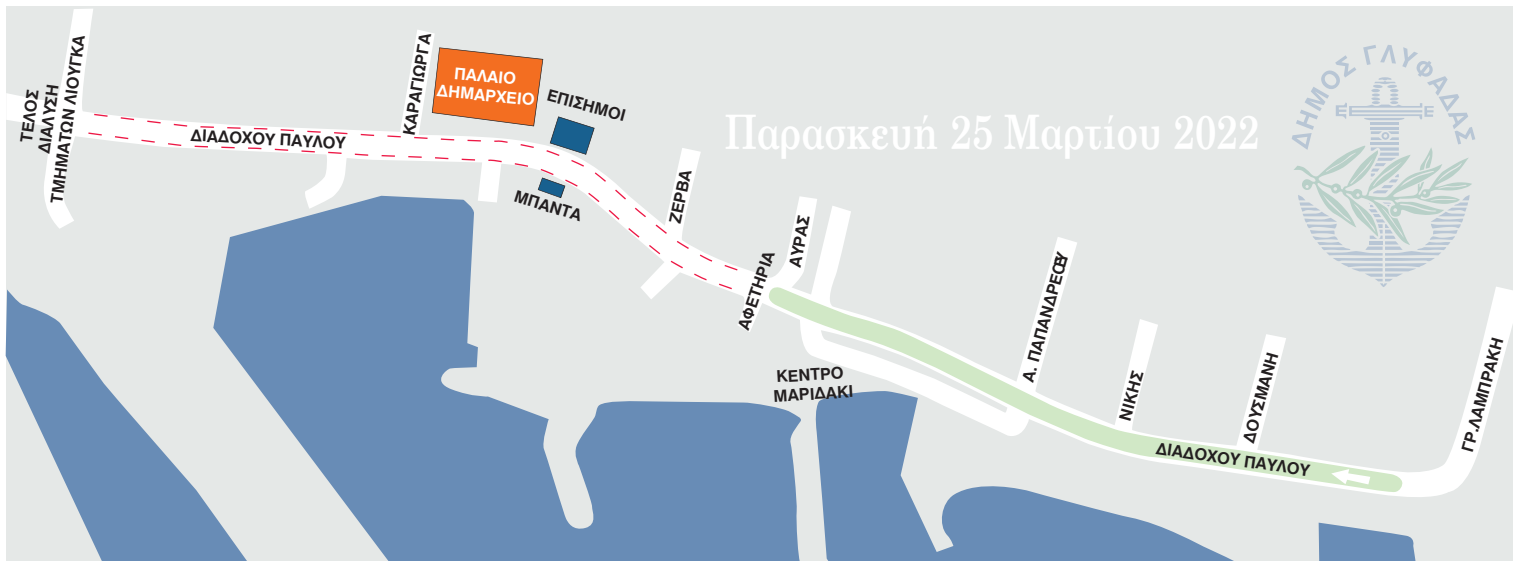 ΤΕΛΟΣ
ΔΙΑΛΥΣΗ
ΤΜΗΜΑΤΩΝ ΛΙΟΥΓΚΑ
ΔΙΑΔΟΧΟΥ ΠΑΥΛΟΥ
ΚΑΡΑΓΙΩΡΓΑ
ΠΑΛΑΙΟ
ΔΗΜΑΡΧΕΙΟ
ΕΠΙΣΗΜΟΙ
ΜΠΑΝΤΑ
ΖΕΡΒΑ
Παρασκευή 25 Μαρτίου 2022
ΔΗΜΟΣ ΓΛΥΦΑΔΑΣ
ΑΦΕΤΗΡΙΑ
ΑΥΡΑΣ
ΚΕΝΤΡΟ
ΜΑΡΙΔΑΚΙ
Α. ΠΑΠΑΝΔΡΕΟΥ
ΝΙΚΗΣ
ΔΟΥΣΜΑΝΗ
ΓΡ.ΛΑΜΠΡΑΚΗ
ΔΙΑΔΟΧΟΥ ΠΑΥΛΟΥ